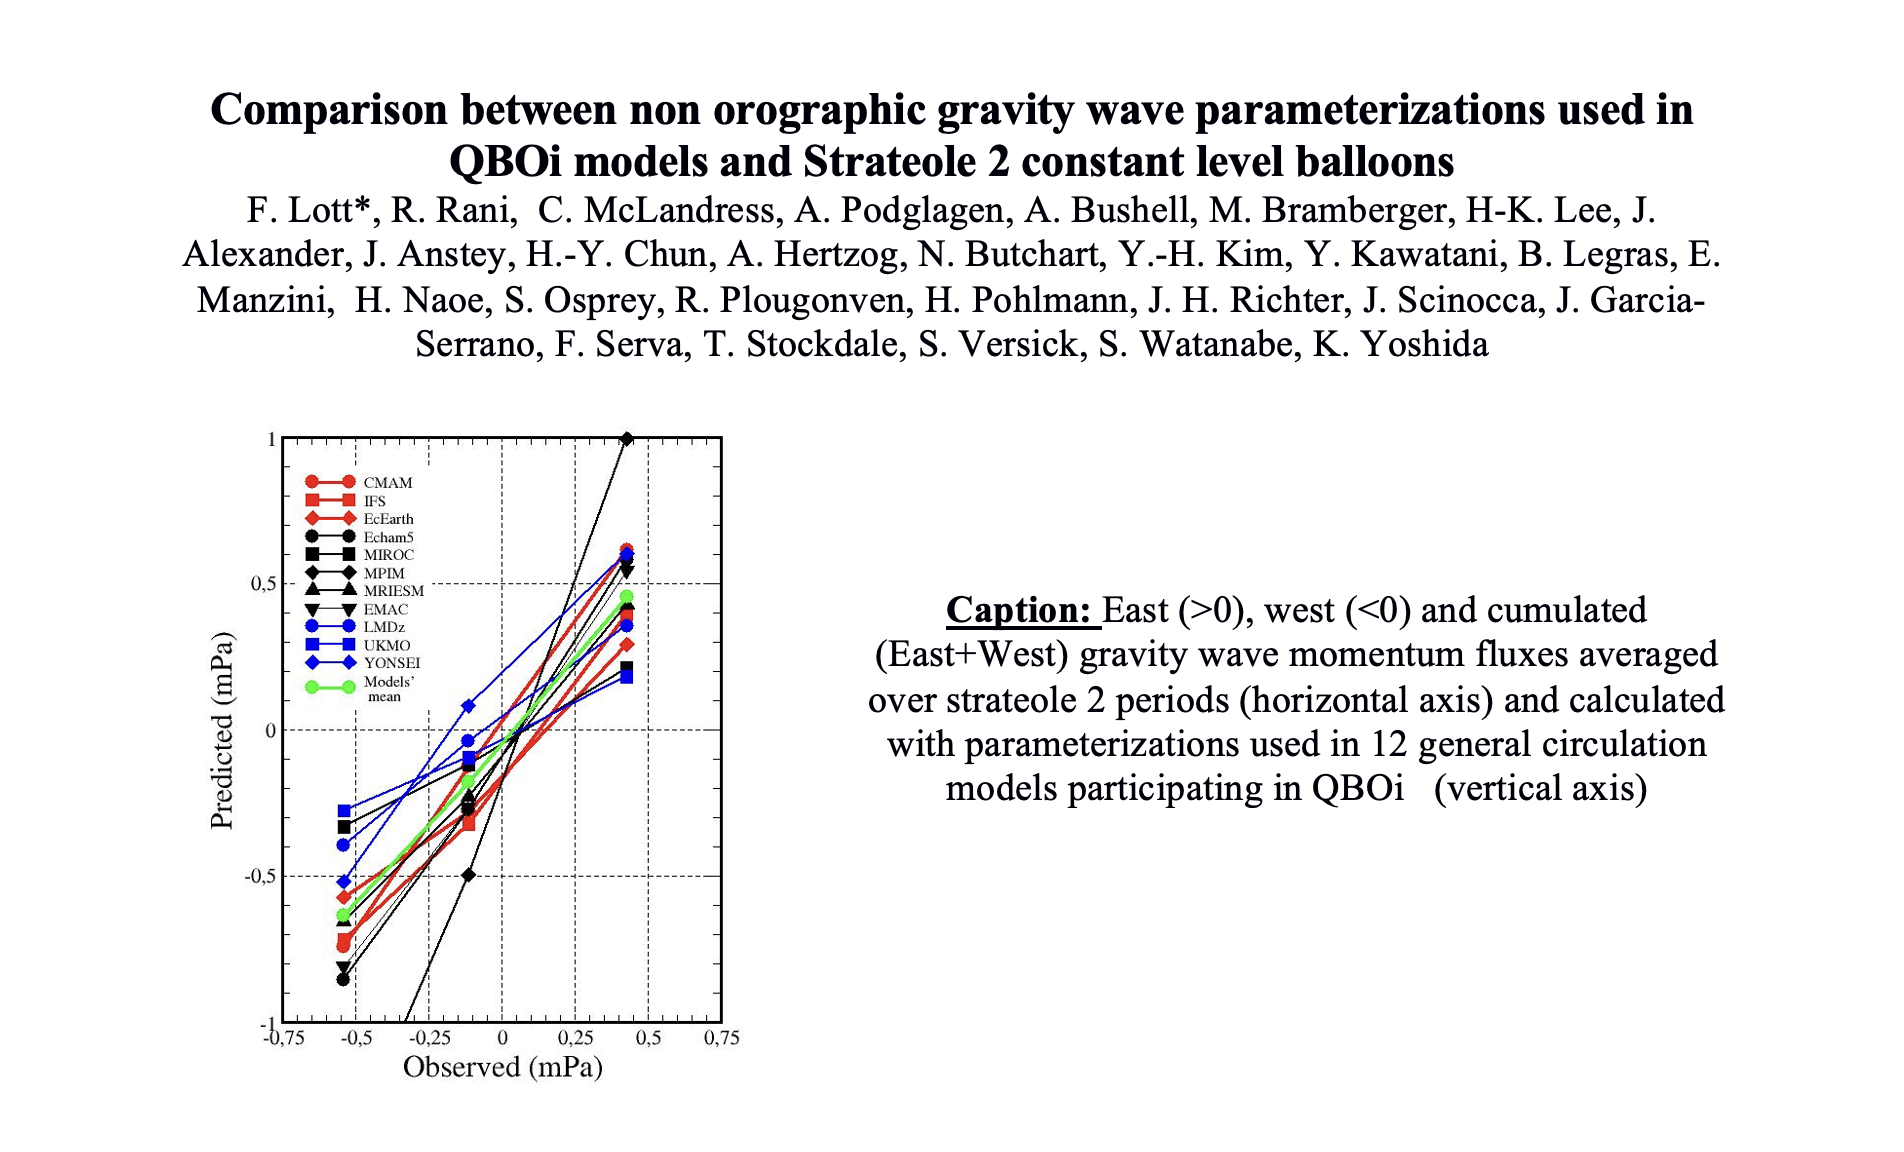 Comparison between non orographic gravity wave parameterizations used in
QBOi models and Strateole 2 constant level balloons
F. Lott*, R. Rani, C. McLandress, A. Podglagen, A. Bushell, M. Bramberger, H-K. Lee, J.
Alexander, J. Anstey, H.-Y. Chun, A. Hertzog, N. Butchart, Y.-H. Kim, Y. Kawatani, B. Legras, E.
Manzini, H. Naoe, S. Osprey, R. Plougonven, H. Pohlmann, J. H. Richter, J. Scinocca, J. Garcia-
Serrano, F. Serva, T. Stockdale, S. Versick, S. Watanabe, K. Yoshida
1
0,5
0
-0,5
-1
Predicted (mPa)
CMAM
IFS
EcEarth
Echam5
MIROC
MPIM
MRIESM
EMAC
LMDz
UKMO
YONSEI
Models'
mean
-0,75 -0,5 -0,25 0 0,25 0,5 0,75
Observed (mPa)
Caption: East (>0), west (<0) and cumulated
(East+West) gravity wave momentum fluxes averaged
over strateole 2 periods (horizontal axis) and calculated
with parameterizations used in 12 general circulation
models participating in QBOi (vertical axis)